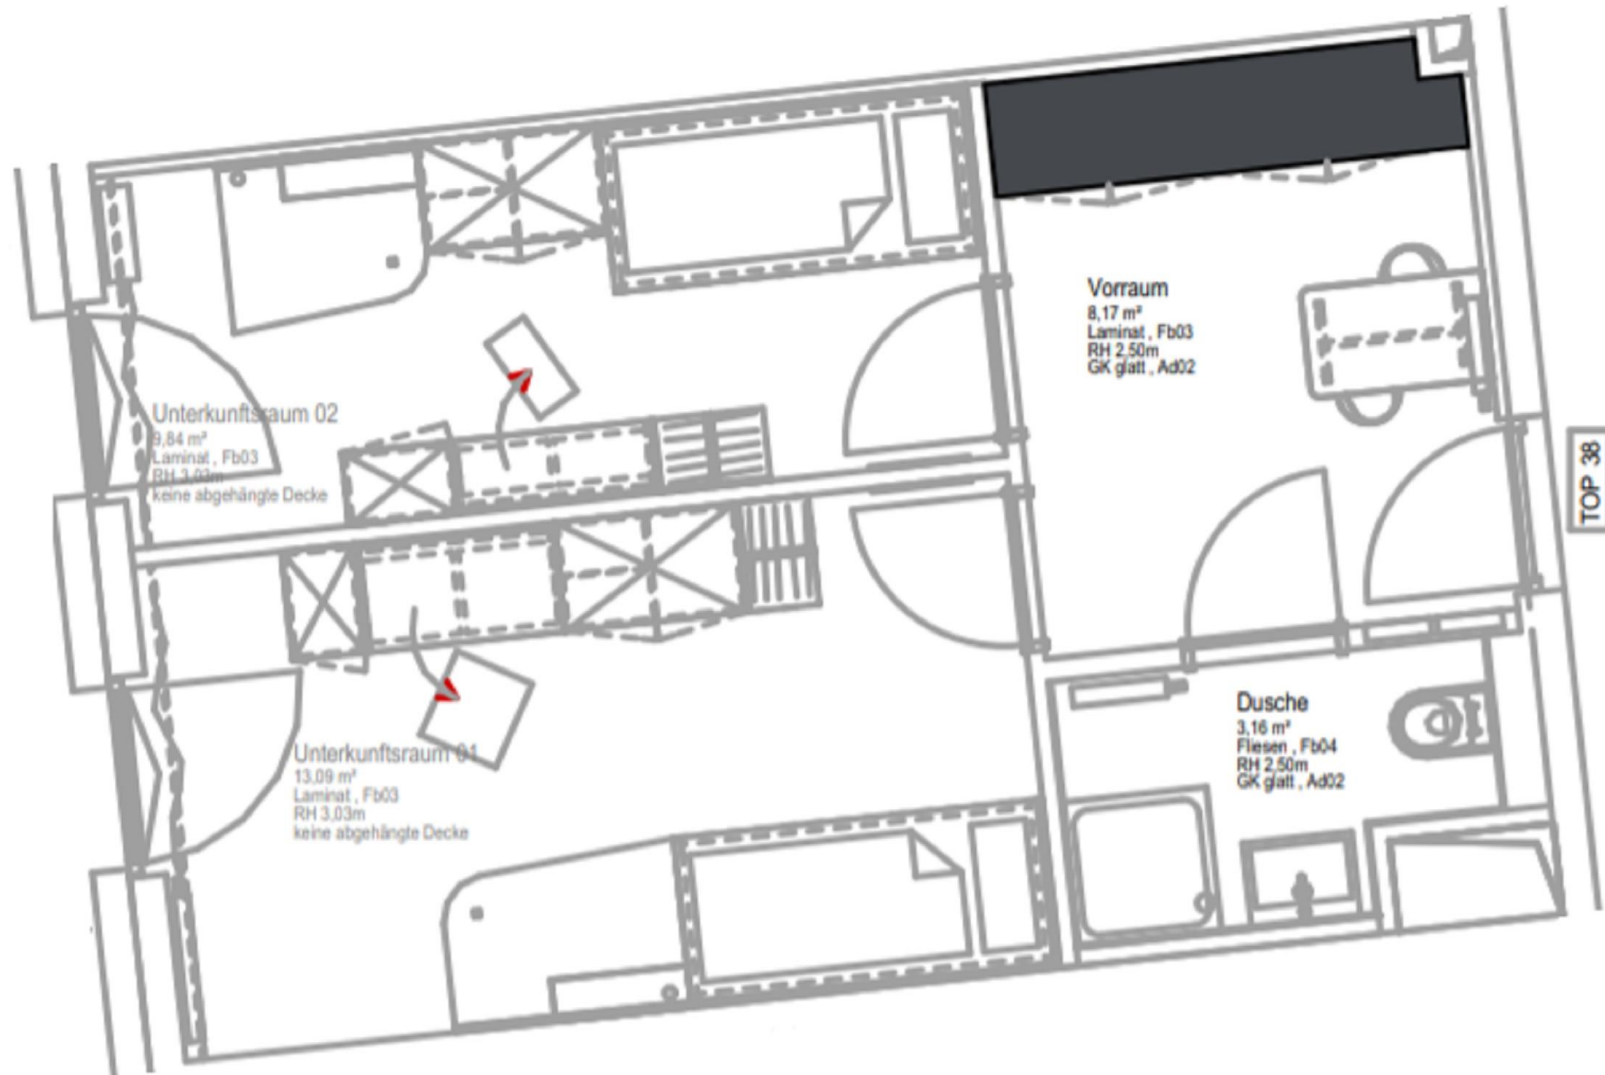 Vorraum
8,17 m²
Laminat , Fb03
RH 2,50m
GK glatt , Ad02
Unterkunftsraum 02
9,84 m²
Laminat , Fb03
RH 3,03m
keine abgehängte Decke
TOP 38
Unterkunftsraum 01
13,09 m²
Laminat , Fb03
RH 3,03m
keine abgehängte Decke
Dusche
3,16 m²
Fliesen , Fb04
RH 2,50m
GK glatt , Ad02